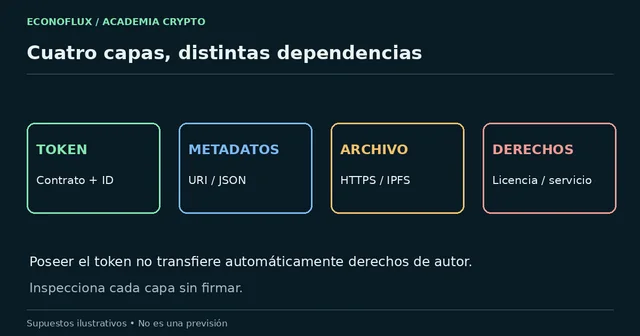 ECONOFLUX / ACADEMIA CRYPTO
Cuatro capas, distintas dependencias
TOKEN
Contrato + ID
METADATOS
URI / JSON
ARCHIVO
HTTPS / IPFS
DERECHOS
Licencia / servicio
Poseer el token no transfiere automáticamente derechos de autor.
Inspecciona cada capa sin firmar.
Supuestos ilustrativos • No es una previsión